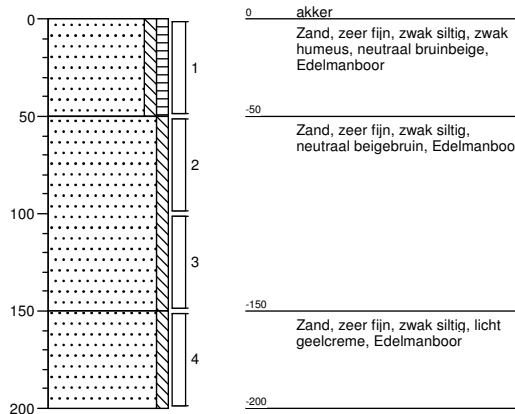 0
50
100
150
200
1
2
3
4
0
akker
Zand, zeer fijn, zwak siltig, zwak
humeus, neutraal bruinbeige,
Edelmanboor
-50
Zand, zeer fijn, zwak siltig,
neutraal beigebruin, Edelmanboo
-150
Zand, zeer fijn, zwak siltig, licht
geelcreme, Edelmanboor
-200